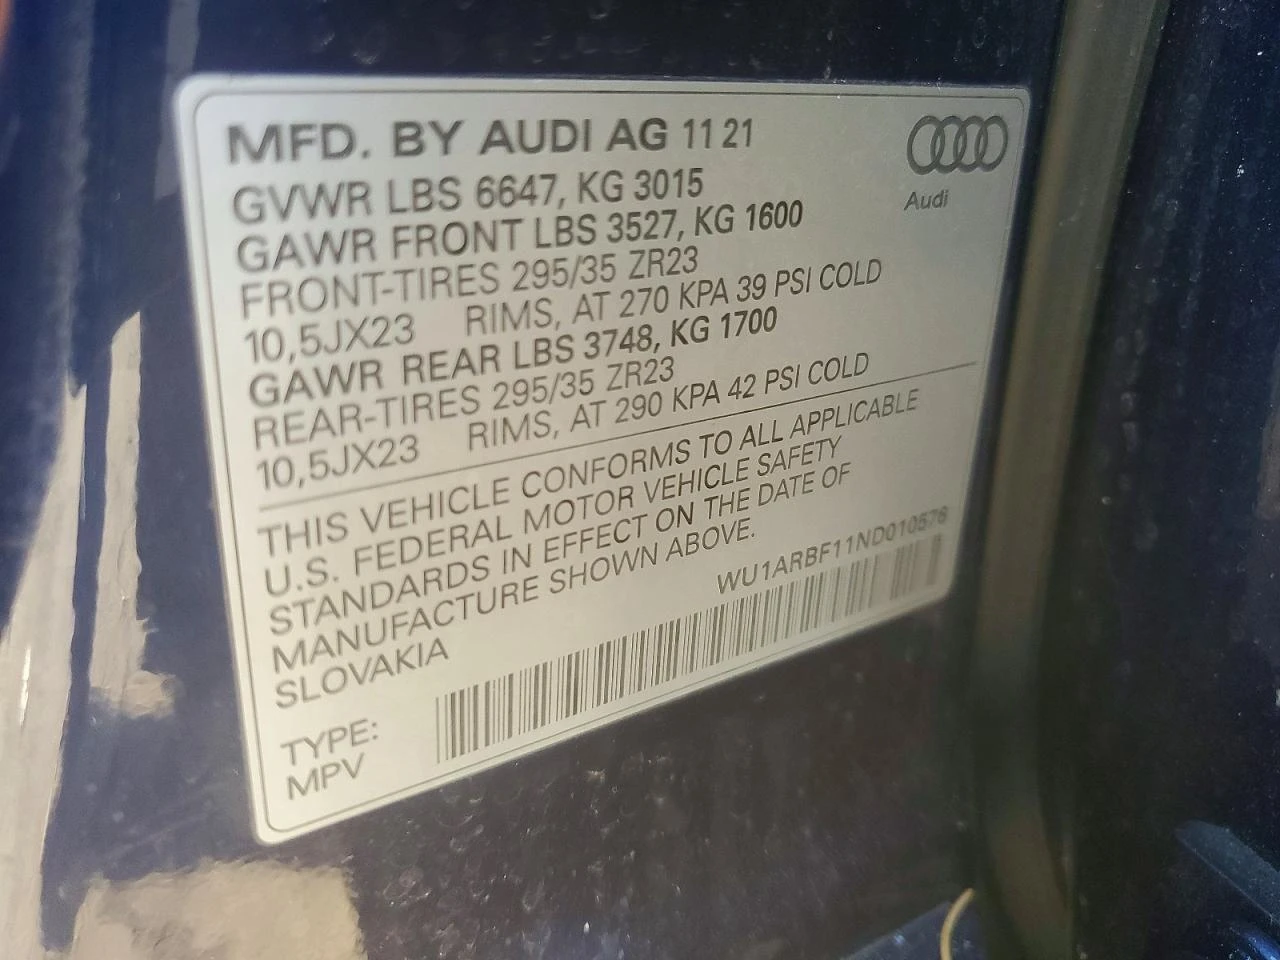 MFD. BY AUDI AG 11 21
Audi
GVWR LBS 6647, KG 3015
GAWR FRONT LBS 3527, KG 1600
FRONT-TIRES 295/35 ZR23
10,5JX23 RIMS, AT 270 KPA 39 PSI COLD
GAWR REAR LBS 3748, KG 1700
REAR-TIRES 295/35 ZR23
10,5JX23 RIMS, AT 290 KPA 42 PSI COLD
THIS VEHICLE CONFORMS TO ALL APPLICABLE
U.S. FEDERAL MOTOR VEHICLE SAFETY
STANDARDS IN EFFECT ON THE DATE OF
MANUFACTURE SHOWN ABOVE.
SLOVAKIA
WU1ARBF11ND010576
TYPE:
MPV